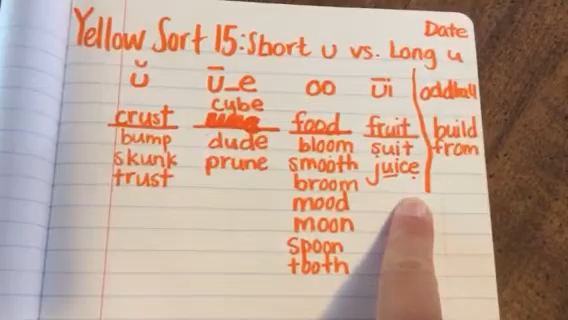 Date
Yellow Sort 15: Short u vs. Long u
ŭ ū_e oo ūi oddball
cube
crust food fruit build
bump dude bloom suit from
skunk prune smooth juice
trust broom
mood
moon
spoon
tooth